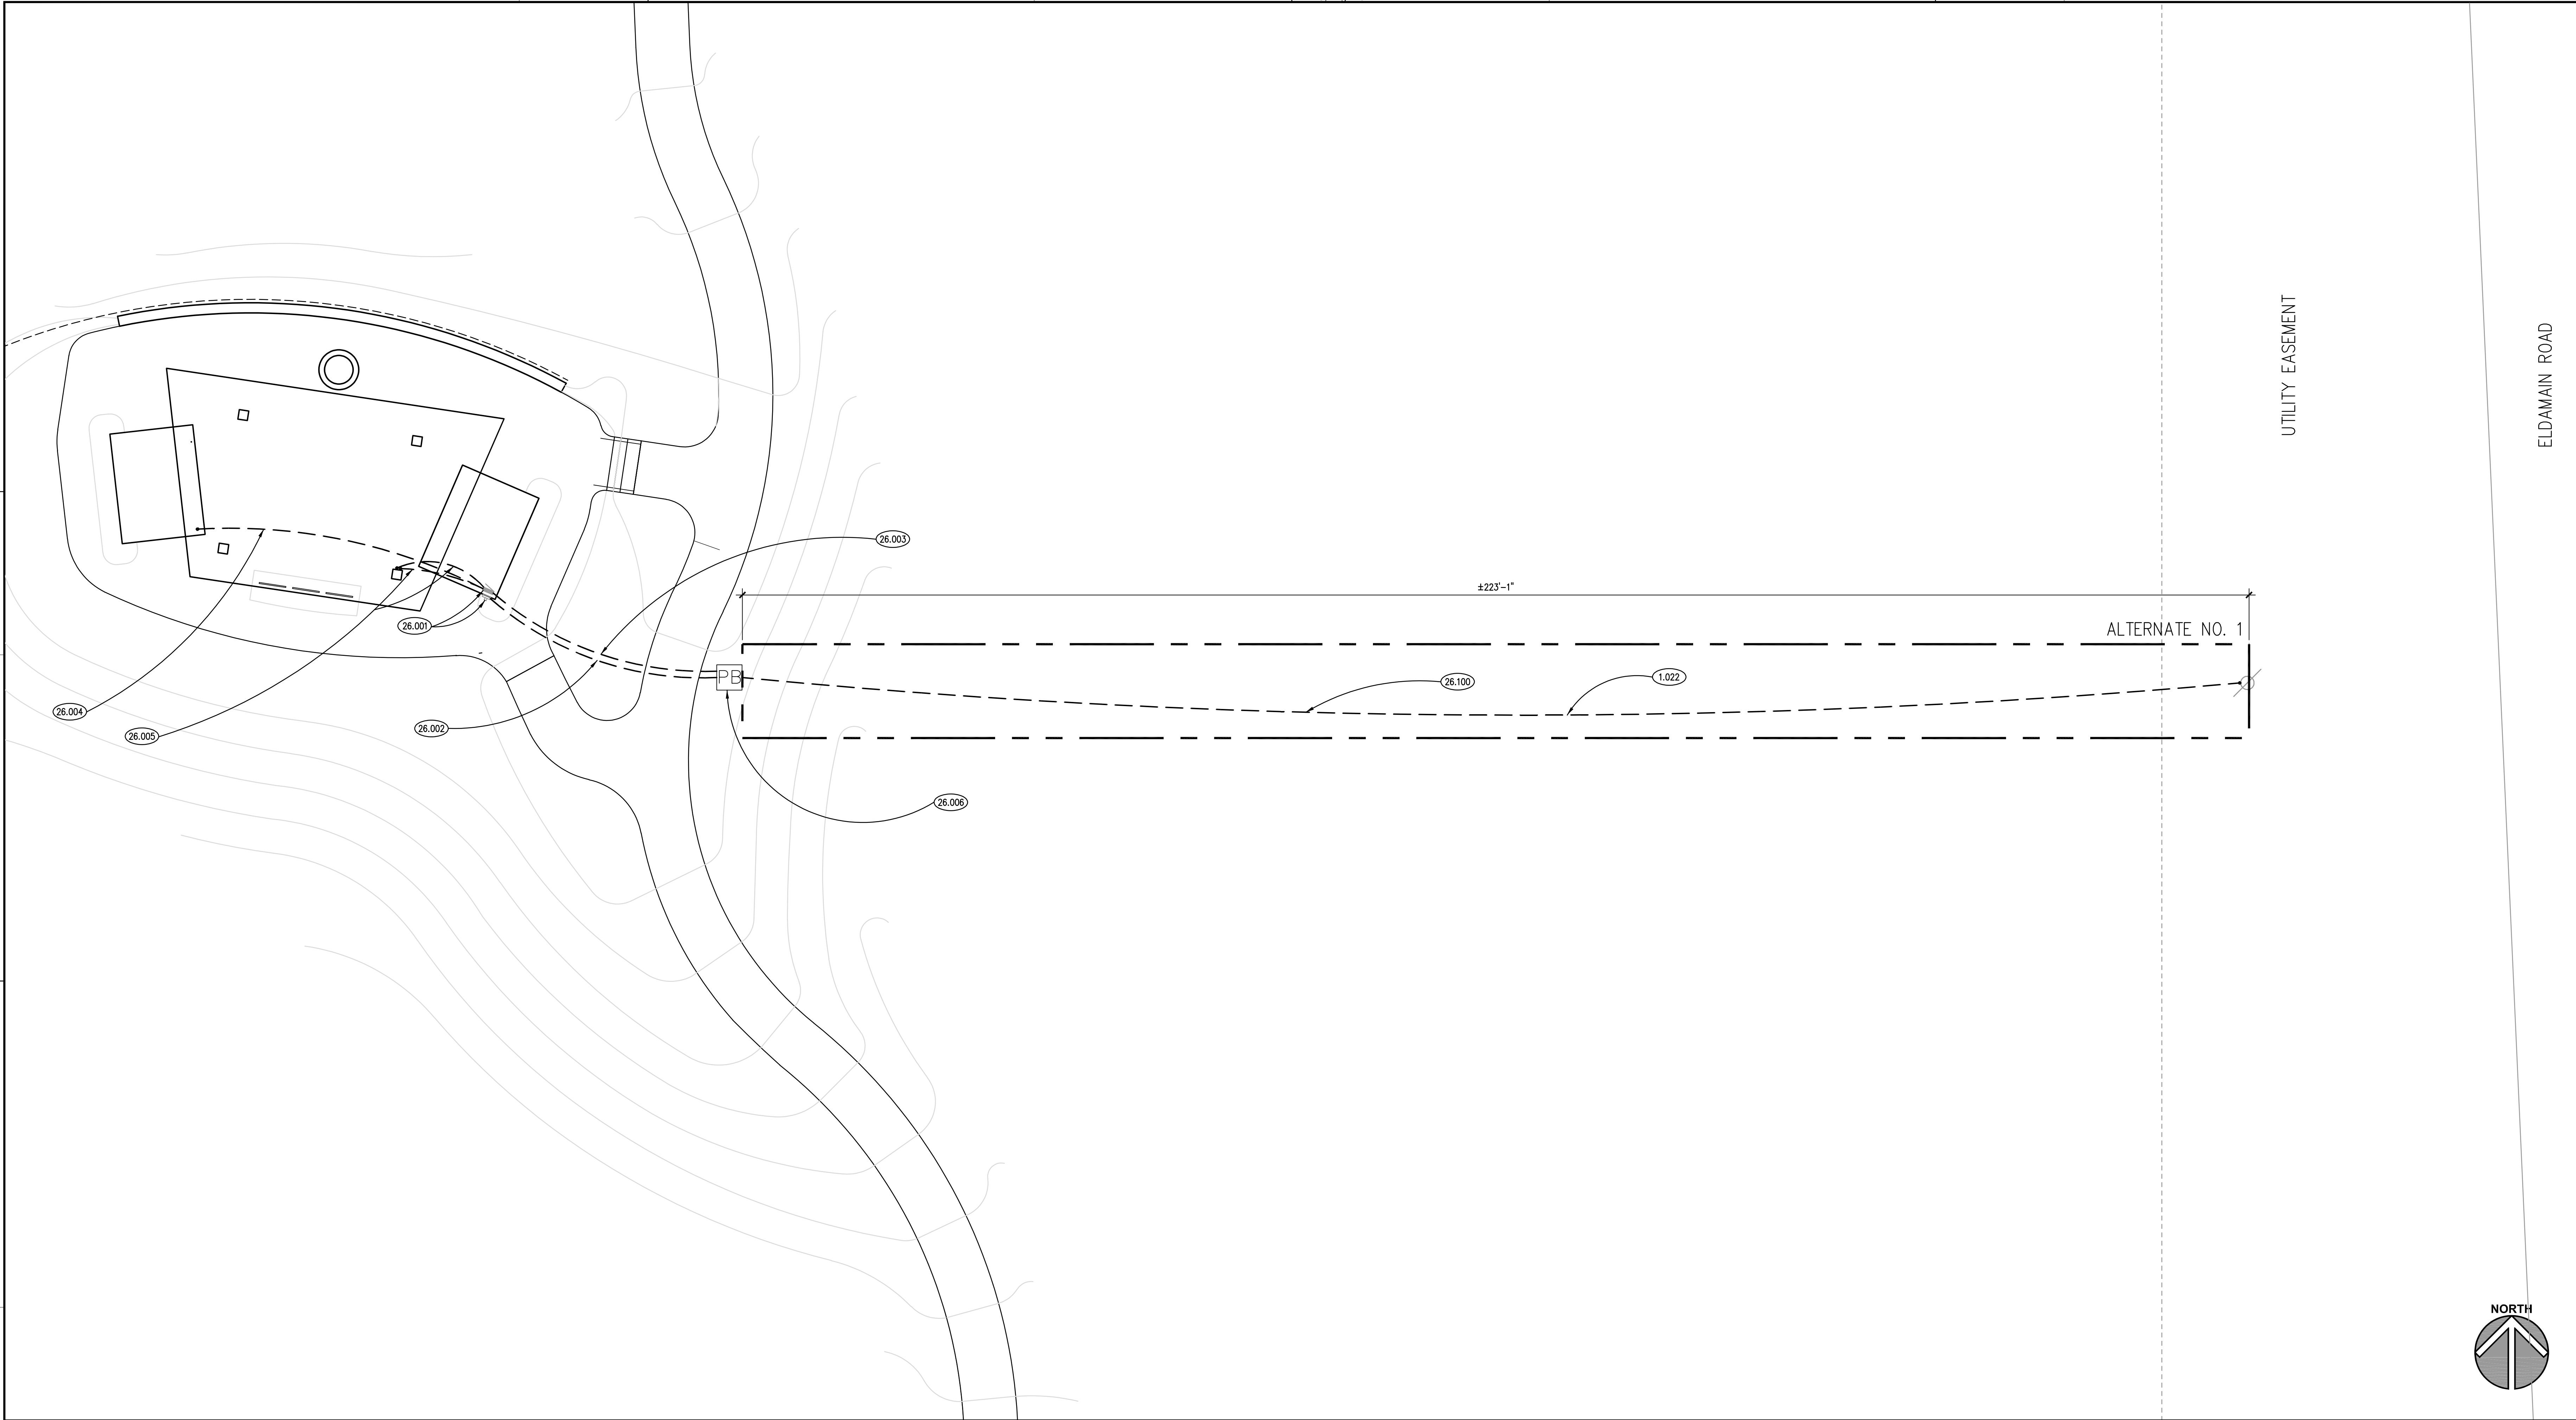 UTILITY EASEMENT
ELDAMAIN ROAD
26.003
±223'-1"
26.001
ALTERNATE NO. 1
PB
26.100
1.022
26.004
26.005
26.002
26.006
NORTH